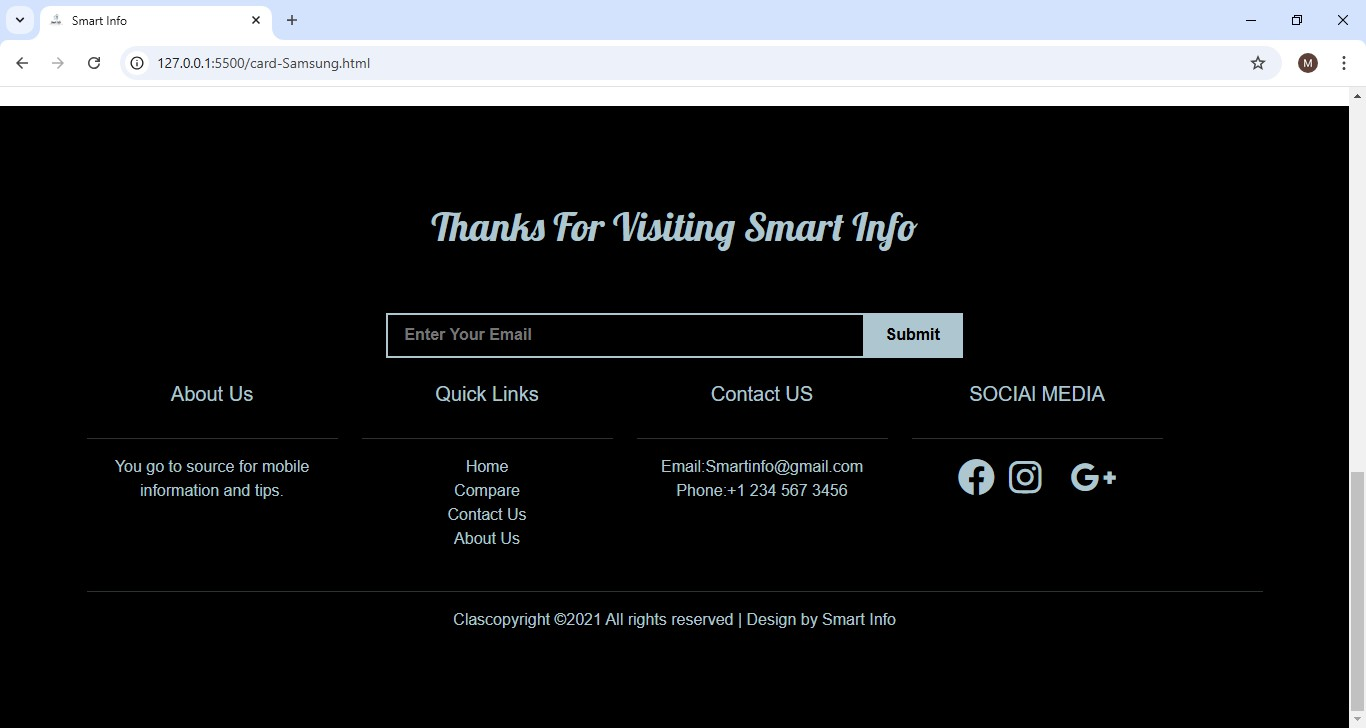 Smart Info
127.0.0.1:5500/card-Samsung.html
M
Thanks For Visiting Smart Info
Enter Your Email
Submit
About Us
You go to source for mobile
information and tips.
Quick Links
Home
Compare
Contact Us
About Us
Contact US
Email:Smartinfo@gmail.com
Phone:+1 234 567 3456
SOCIAl MEDIA
G+
Clascopyright ©2021 All rights reserved | Design by Smart Info